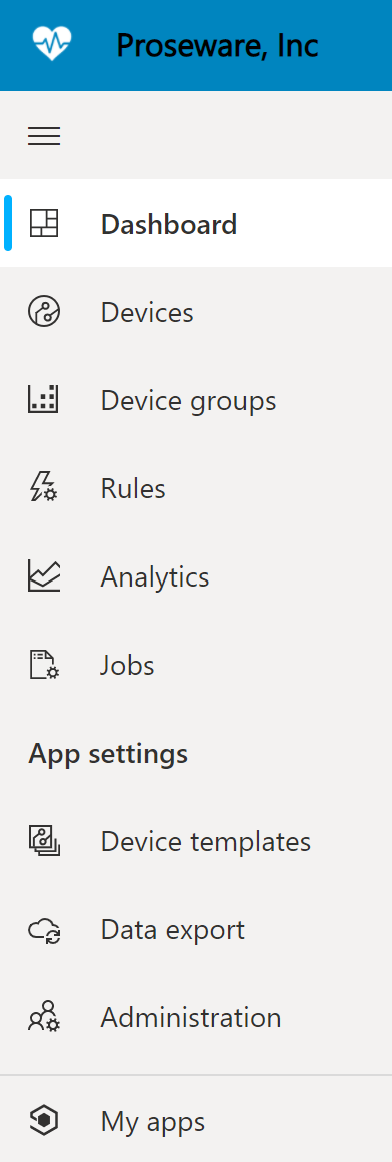 Proseware, Inc
Dashboard
Devices
Device groups
Rules
Analytics
Jobs
App settings
Device templates
Data export
Administration
My apps